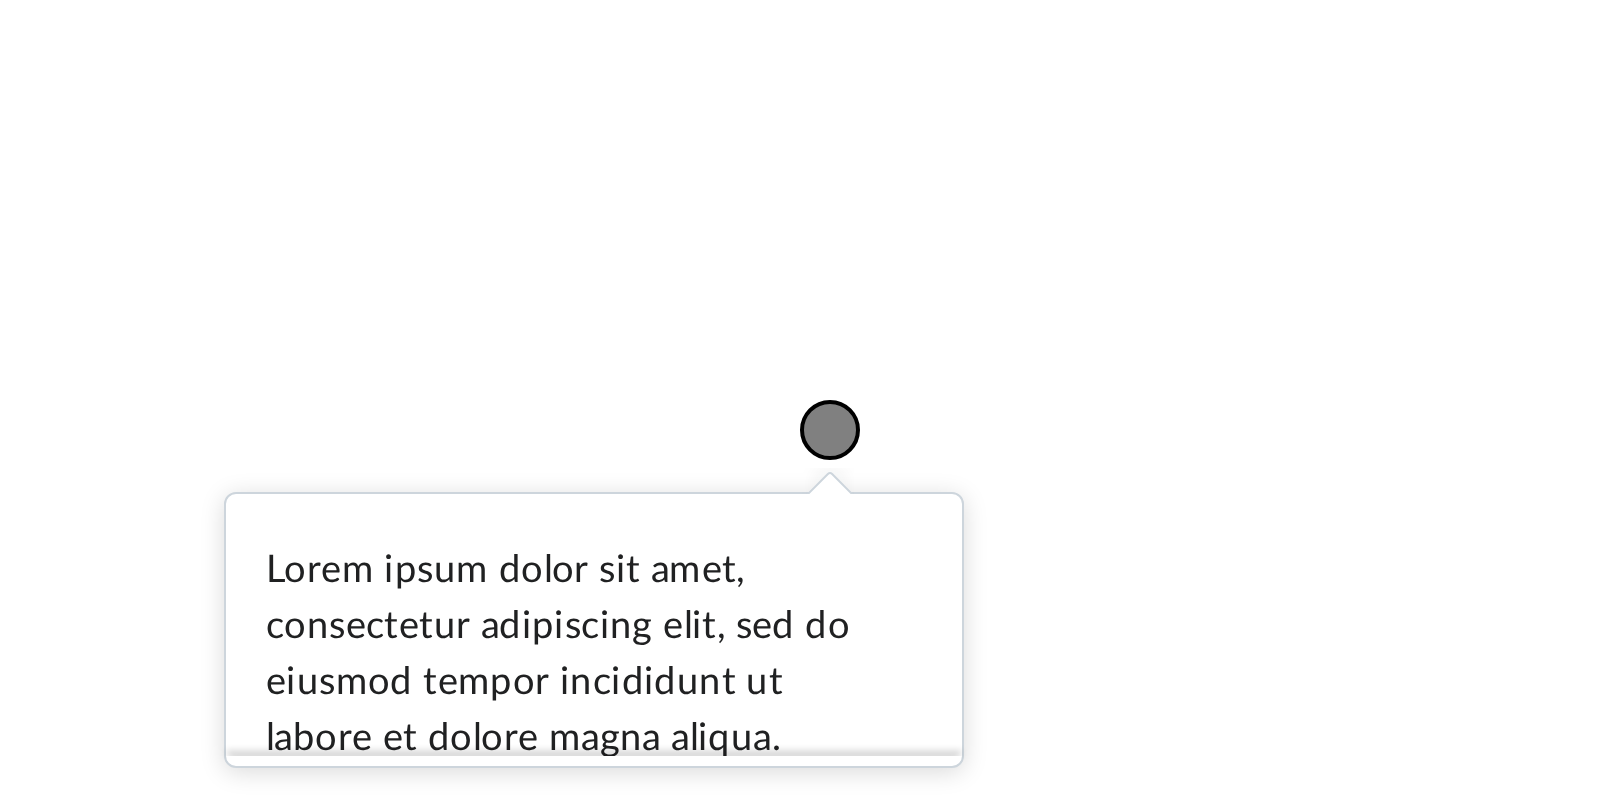 Lorem ipsum dolor sit amet,
consectetur adipiscing elit, sed do
eiusmod tempor incididunt ut
labore et dolore magna aliqua.